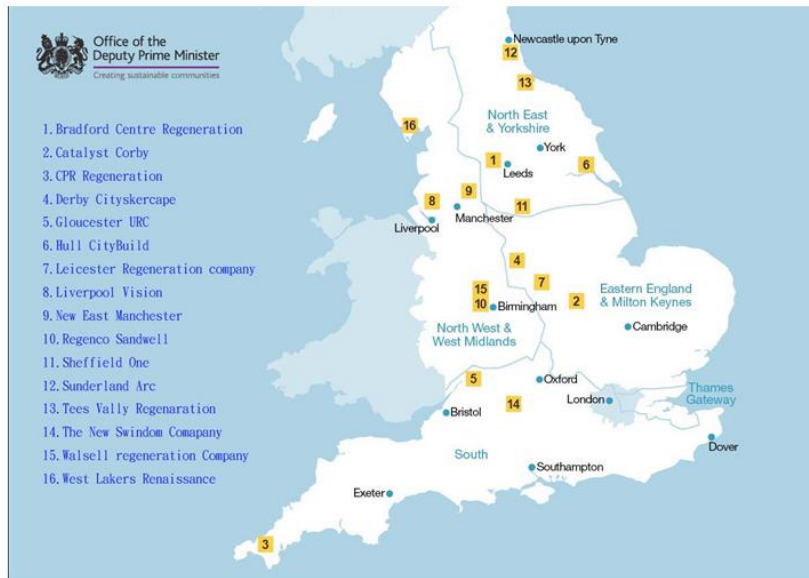 Office of the
Deputy Prime Minister
Creating sustainable communities
1.Bradford Centre Regeneration
2.Catalyst Corby
3.CPR Regeneration
4.Derby Cityskercape
5.Gloucester URC
6.Hull CityBuild
7.Leicester Regeneration company
8.Liverpool Vision
9.New East Manchester
10.Regenco Sandwell
11.Sheffield One
12.Sunderland Arc
13.Tees Vally Regenaration
14.The New Swindom Comapany
15.Walsell regeneration Company
16.West Lakers Renaissance
Newcastle upon Tyne
12
13
16
North East
& Yorkshire
York
1
6
Leeds
9
11
8
Manchester
Liverpool
4
7
15
Eastern England
& Milton Keynes
2
10
Birmingham
Cambridge
North West &
West Midlands
5
Oxford
Thames
Gateway
London
14
Bristol
Dover
South
Southampton
Exeter
3